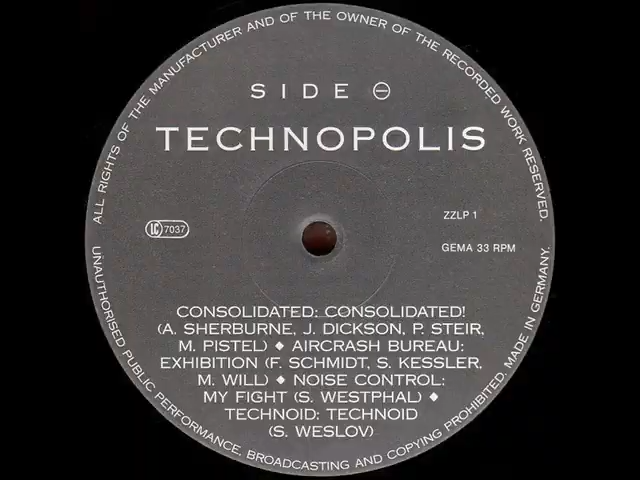 ALL RIGHTS OF THE MANUFACTURER AND OF THE OWNER OF THE RECORDED WORK RESERVED.
SIDE ⊖
TECHNOPOLIS
ZZLP 1
LC 7037
GEMA 33 RPM
CONSOLIDATED: CONSOLIDATED!
(A. SHERBURNE, J. DICKSON, P. STEIR,
M. PISTEL) ◆ AIRCRASH BUREAU:
EXHIBITION (F. SCHMIDT, S. KESSLER,
M. WILL) ◆ NOISE CONTROL:
MY FIGHT (S. WESTPHAL) ◆
TECHNOID: TECHNOID
(S. WESLOV)
UNAUTHORISED PUBLIC PERFORMANCE, BROADCASTING AND COPYING PROHIBITED. MADE IN GERMANY.